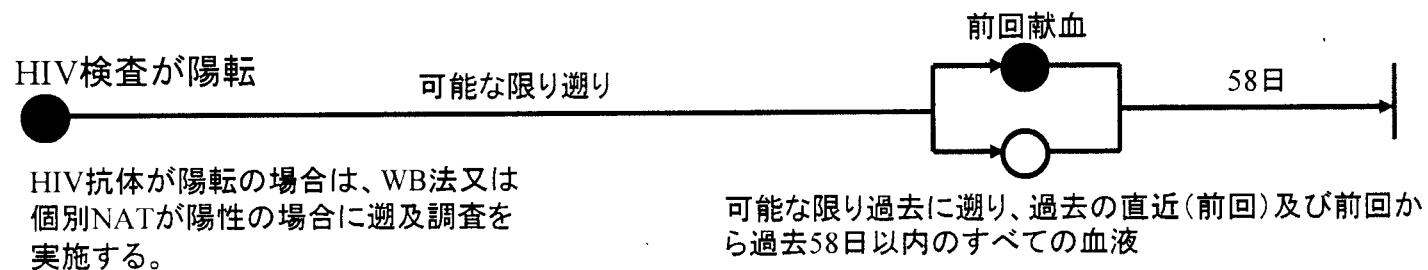 前回献血
HIV検査が陽転
可能な限り遡り
58日
HIV抗体が陽転の場合は、WB法又は
個別NATが陽性の場合に遡及調査を
実施する。
可能な限り過去に遡り、過去の直近(前回)及び前回か
ら過去58日以内のすべての血液